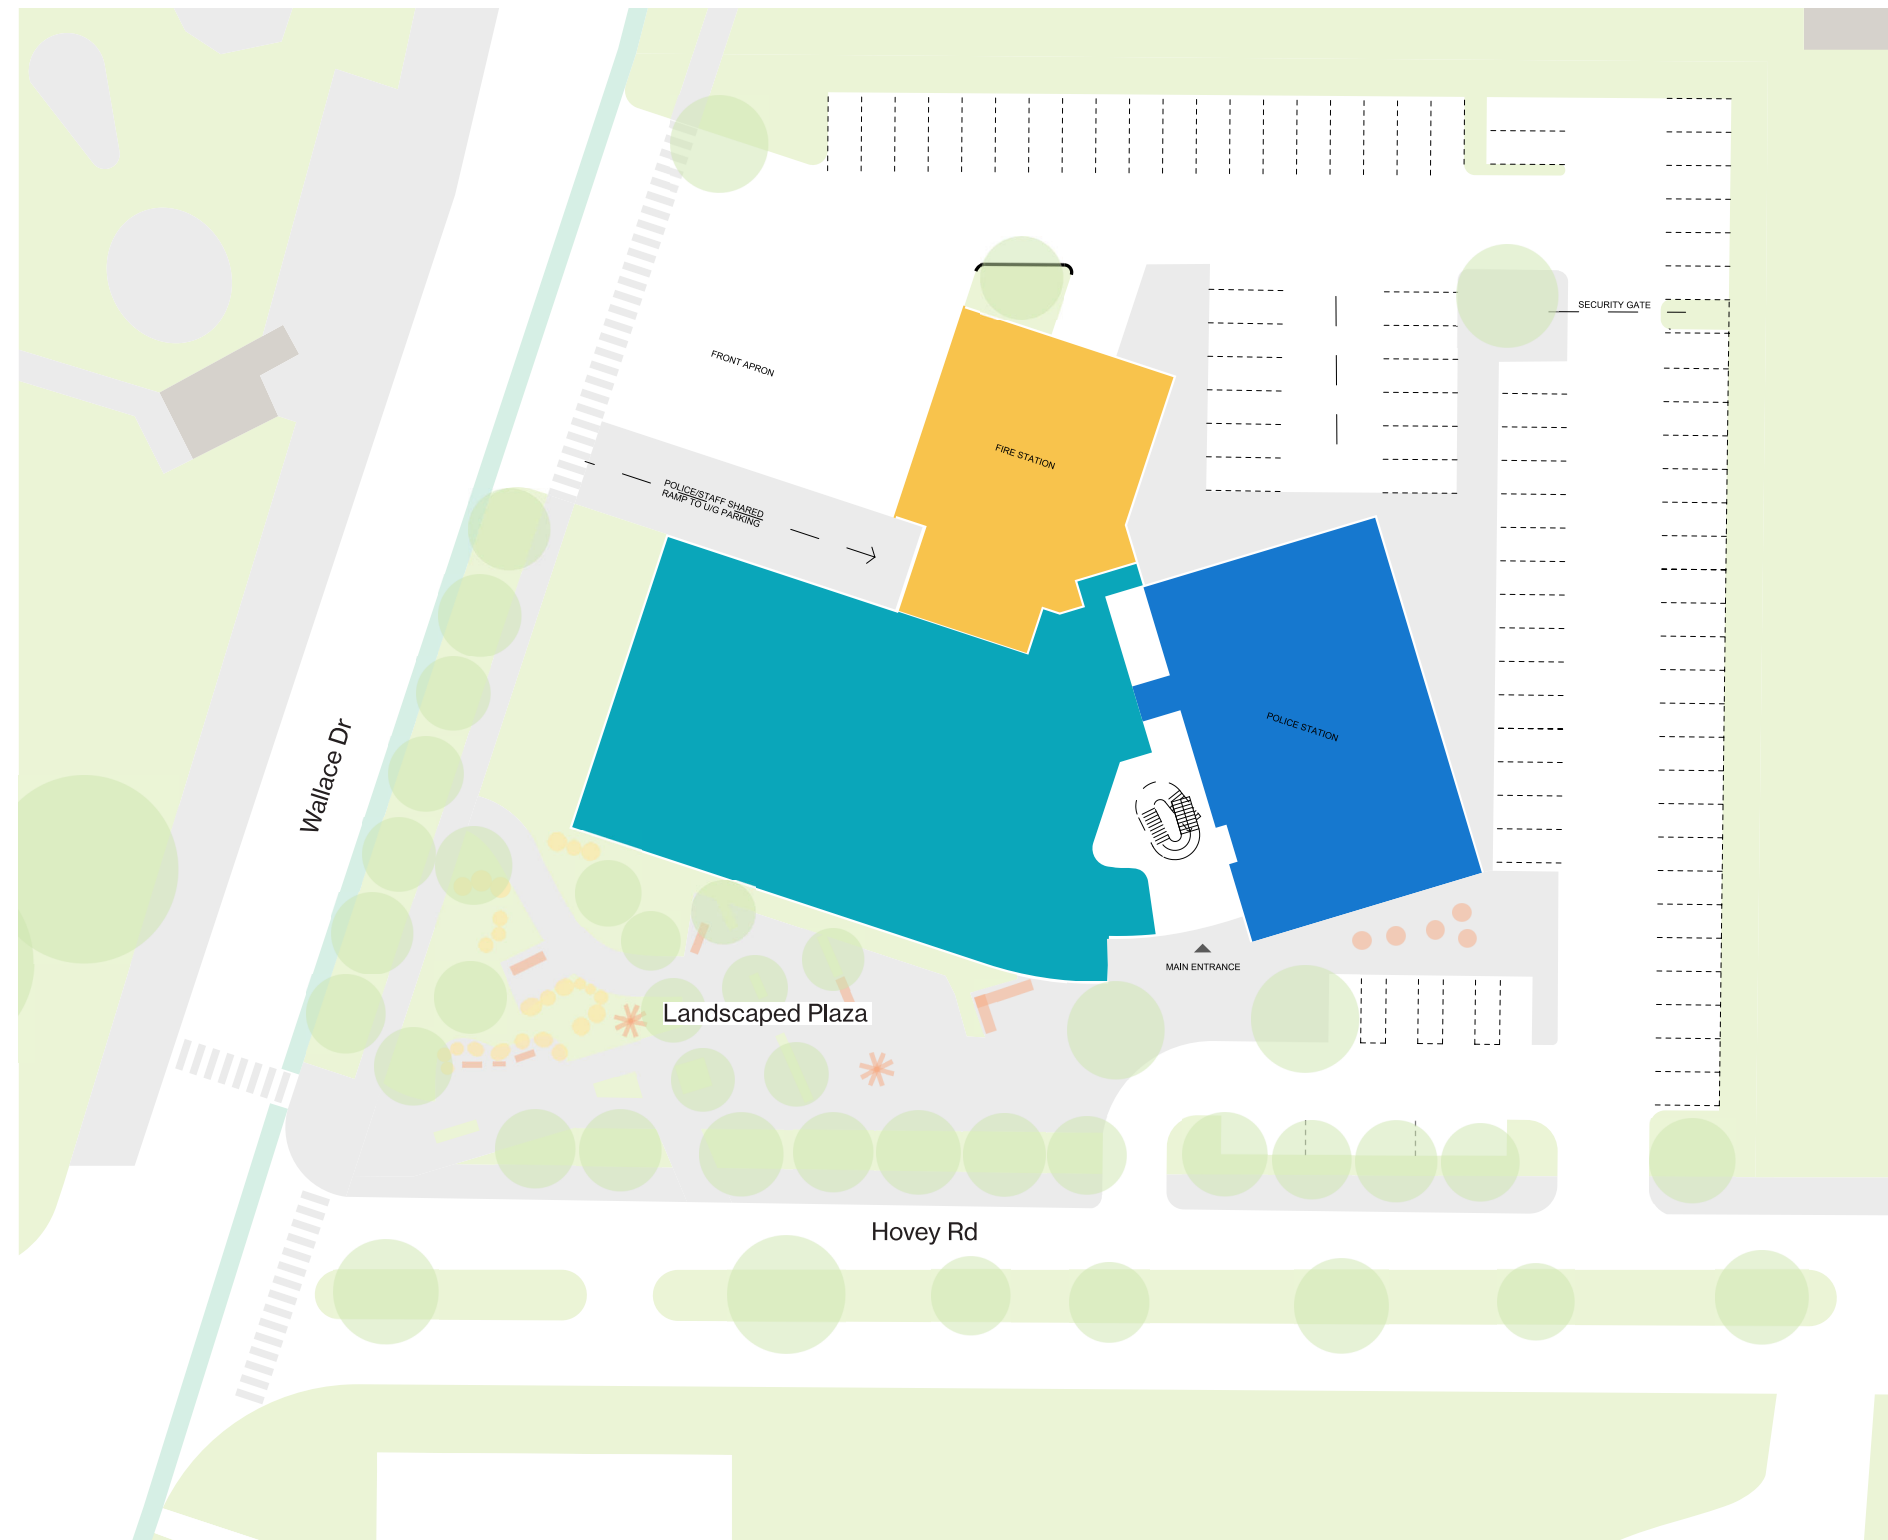 SECURITY GATE
FRONT APRON
FIRE STATION
POLICE/STAFF SHARED
RAMP TO U/G PARKING
POLICE STATION
Wallace Dr
MAIN ENTRANCE
Landscaped Plaza
Hovey Rd